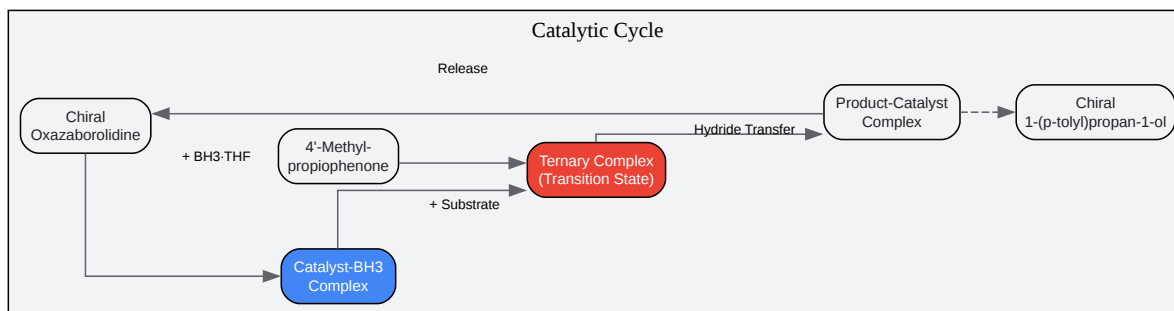 Catalytic Cycle
Release
Chiral
Oxazaborolidine
+ BH3·THF
4'-Methyl-
propiophenone
Ternary Complex
(Transition State)
Hydride Transfer
Product-Catalyst
Complex
Chiral
1-(p-tolyl)propan-1-ol
+ Substrate
Catalyst-BH3
Complex